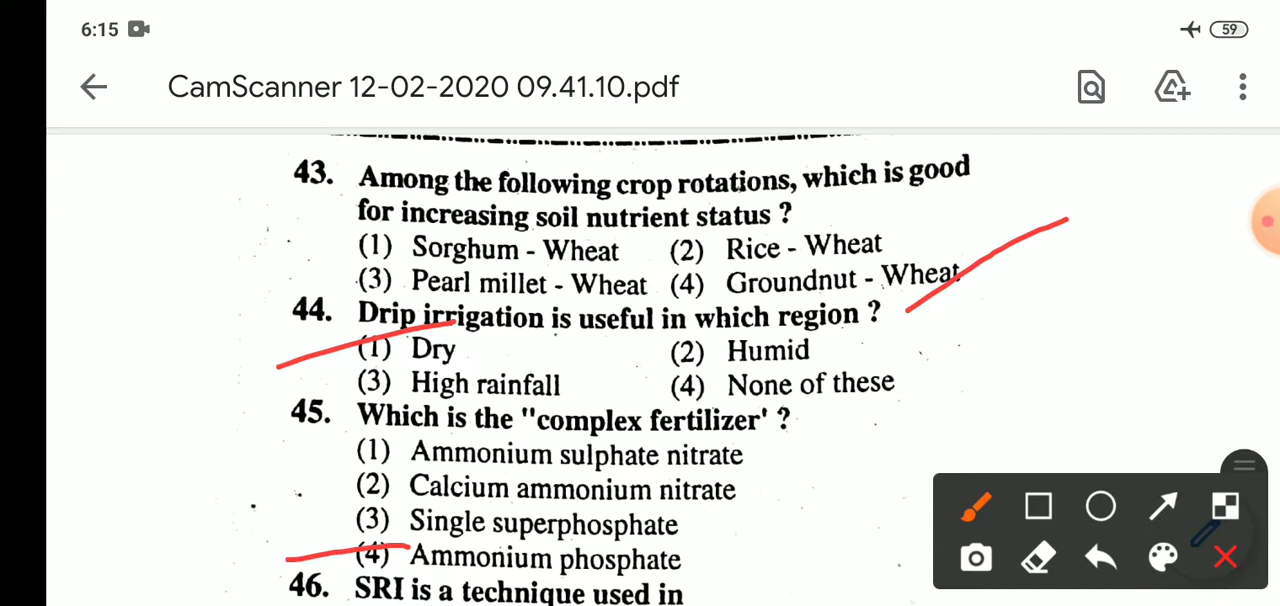 6:15
59
CamScanner 12-02-2020 09.41.10.pdf
43. Among the following crop rotations, which is good
for increasing soil nutrient status ?
(1) Sorghum - Wheat (2) Rice - Wheat
(3) Pearl millet - Wheat (4) Groundnut - Wheat
44. Drip irrigation is useful in which region ?
(1) Dry (2) Humid
(3) High rainfall (4) None of these
45. Which is the "complex fertilizer' ?
(1) Ammonium sulphate nitrate
(2) Calcium ammonium nitrate
(3) Single superphosphate
(4) Ammonium phosphate
46. SRI is a technique used in